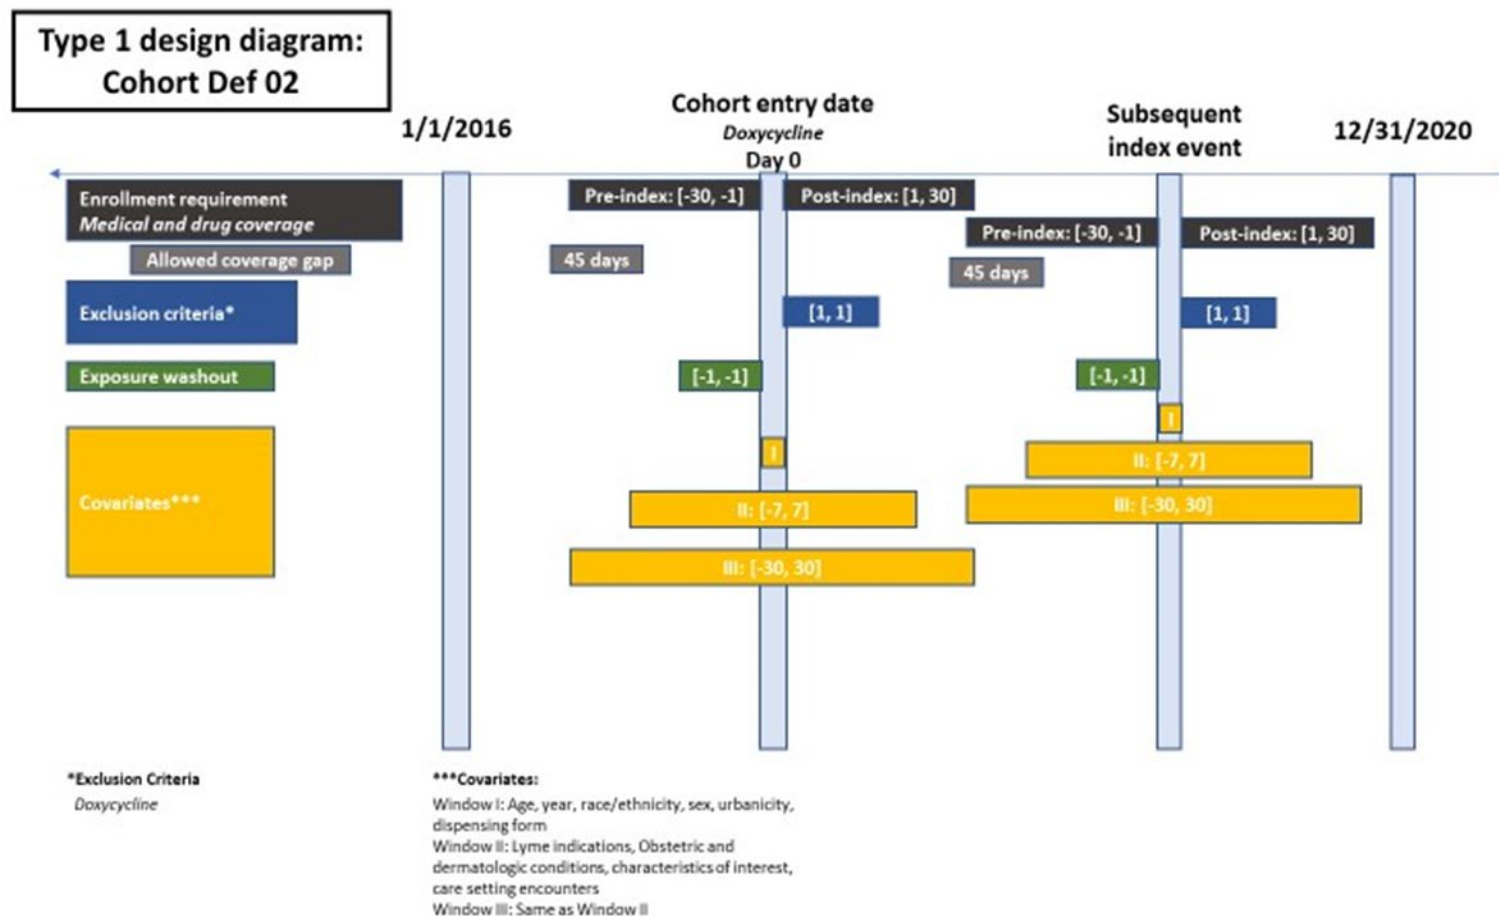 Type 1 design diagram:
Cohort Def 02
1/1/2016
Cohort entry date
Doxycycline
Day 0
Subsequent
index event
12/31/2020
Enrollment requirement
Medical and drug coverage
Pre-index: [-30, -1]
Post-index: [1, 30]
Pre-index: [-30, -1]
Post-index: [1, 30]
Allowed coverage gap
45 days
45 days
Exclusion criteria*
[1, 1]
[1, 1]
Exposure washout
[-1, -1]
[-1, -1]
I
I
II: [-7, 7]
Covariates***
II: [-7, 7]
III: [-30, 30]
III: [-30, 30]
*Exclusion Criteria
Doxycycline
***Covariates:
Window I: Age, year, race/ethnicity, sex, urbanicity,
dispensing form
Window II: Lyme indications, Obstetric and
dermatologic conditions, characteristics of interest,
care setting encounters
Window III: Same as Window II